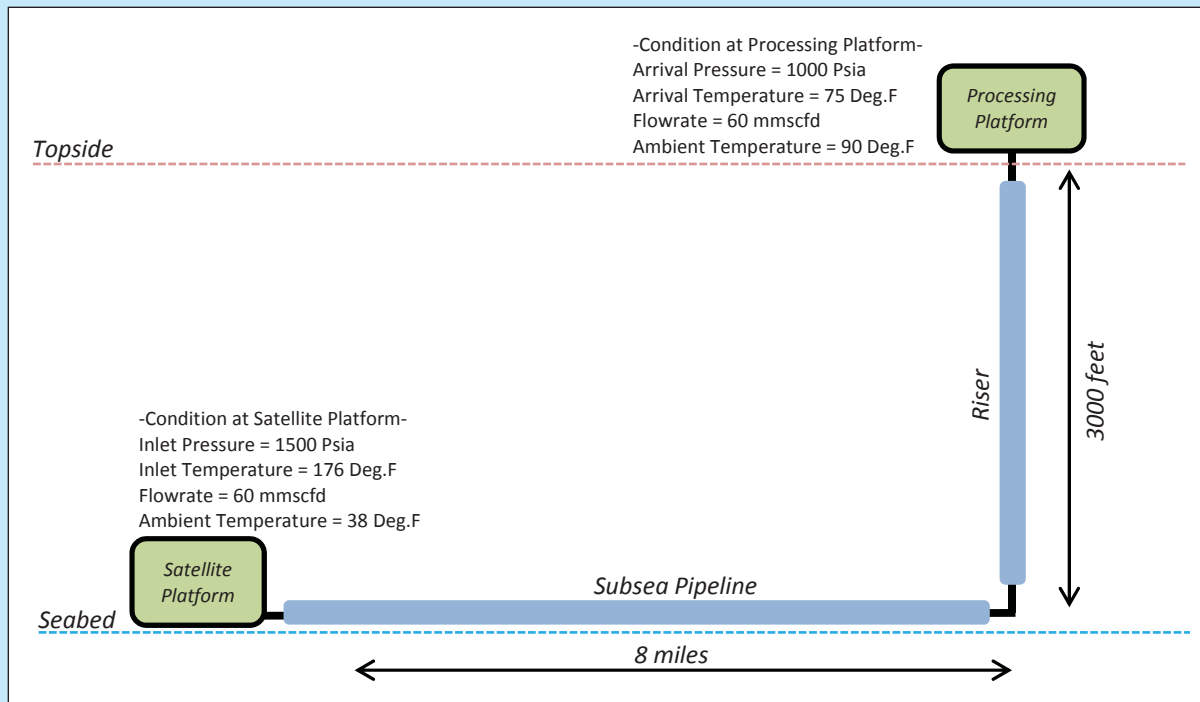 -Condition at Processing Platform-
Arrival Pressure = 1000 Psia
Arrival Temperature = 75 Deg.F
Flowrate = 60 mmscfd
Ambient Temperature = 90 Deg.F
Processing
Platform
Topside
Riser
3000 feet
-Condition at Satellite Platform-
Inlet Pressure = 1500 Psia
Inlet Temperature = 176 Deg.F
Flowrate = 60 mmscfd
Ambient Temperature = 38 Deg.F
Satellite
Platform
Subsea Pipeline
Seabed
8 miles